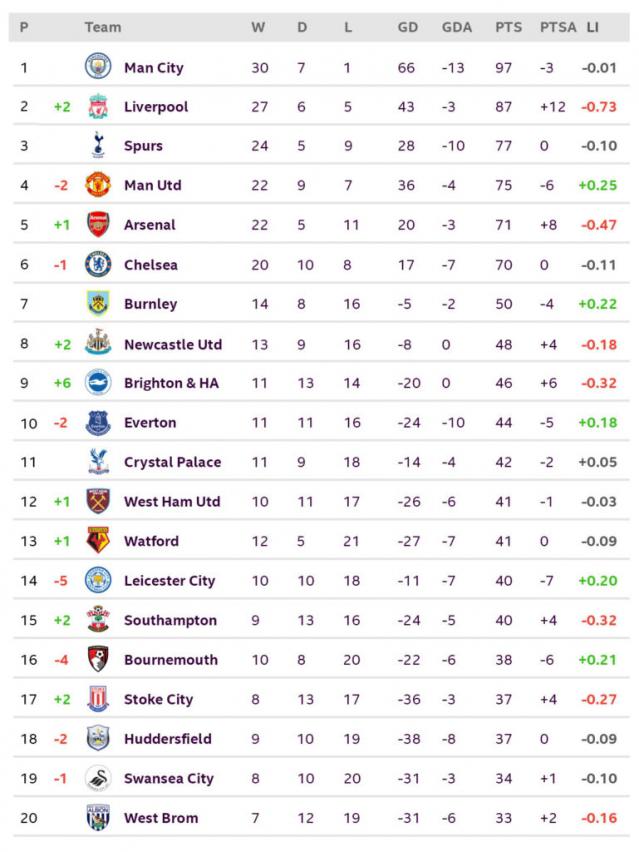 P Team W D L GD GDA PTS PTSA LI
1 Man City 30 7 1 66 -13 97 -3 -0.01
2 +2 Liverpool 27 6 5 43 -3 87 +12 -0.73
3 Spurs 24 5 9 28 -10 77 0 -0.10
4 -2 Man Utd 22 9 7 36 -4 75 -6 +0.25
5 +1 Arsenal 22 5 11 20 -3 71 +8 -0.47
6 -1 Chelsea 20 10 8 17 -7 70 0 -0.11
7 Burnley 14 8 16 -5 -2 50 -4 +0.22
8 +2 Newcastle Utd 13 9 16 -8 0 48 +4 -0.18
9 +6 Brighton & HA 11 13 14 -20 0 46 +6 -0.32
10 -2 Everton 11 11 16 -24 -10 44 -5 +0.18
11 Crystal Palace 11 9 18 -14 -4 42 -2 +0.05
12 +1 West Ham Utd 10 11 17 -26 -6 41 -1 -0.03
13 +1 Watford 12 5 21 -27 -7 41 0 -0.09
14 -5 Leicester City 10 10 18 -11 -7 40 -7 +0.20
15 +2 Southampton 9 13 16 -24 -5 40 +4 -0.32
16 -4 Bournemouth 10 8 20 -22 -6 38 -6 +0.21
17 +2 Stoke City 8 13 17 -36 -3 37 +4 -0.27
18 -2 Huddersfield 9 10 19 -38 -8 37 0 -0.09
19 -1 Swansea City 8 10 20 -31 -3 34 +1 -0.10
20 West Brom 7 12 19 -31 -6 33 +2 -0.16